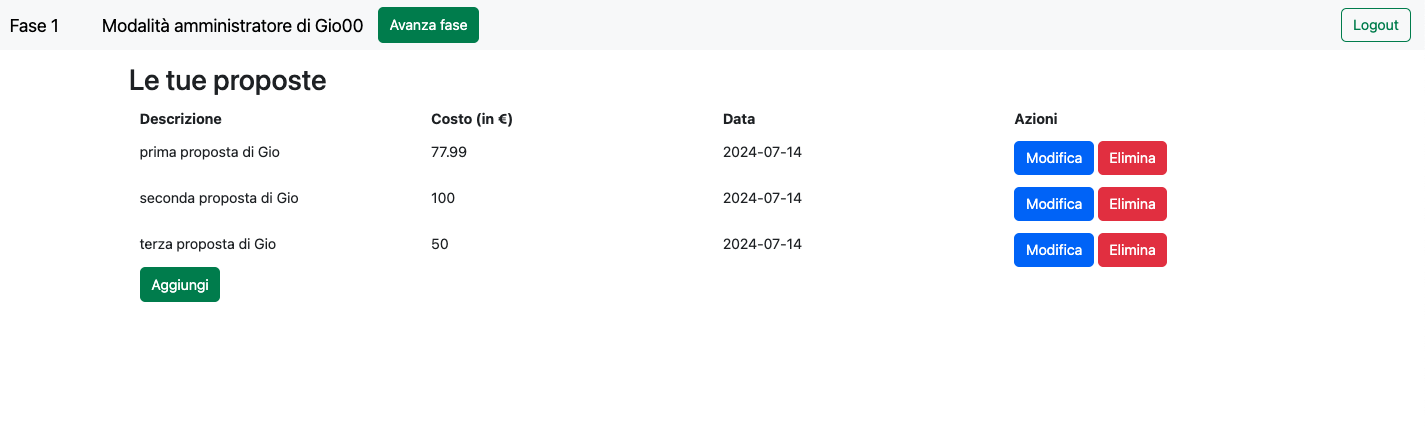 Fase 1 Modalità amministratore di Gio00 Avanza fase Logout
Le tue proposte
Descrizione Costo (in €) Data Azioni
prima proposta di Gio 77.99 2024-07-14 Modifica Elimina
seconda proposta di Gio 100 2024-07-14 Modifica Elimina
terza proposta di Gio 50 2024-07-14 Modifica Elimina
Aggiungi